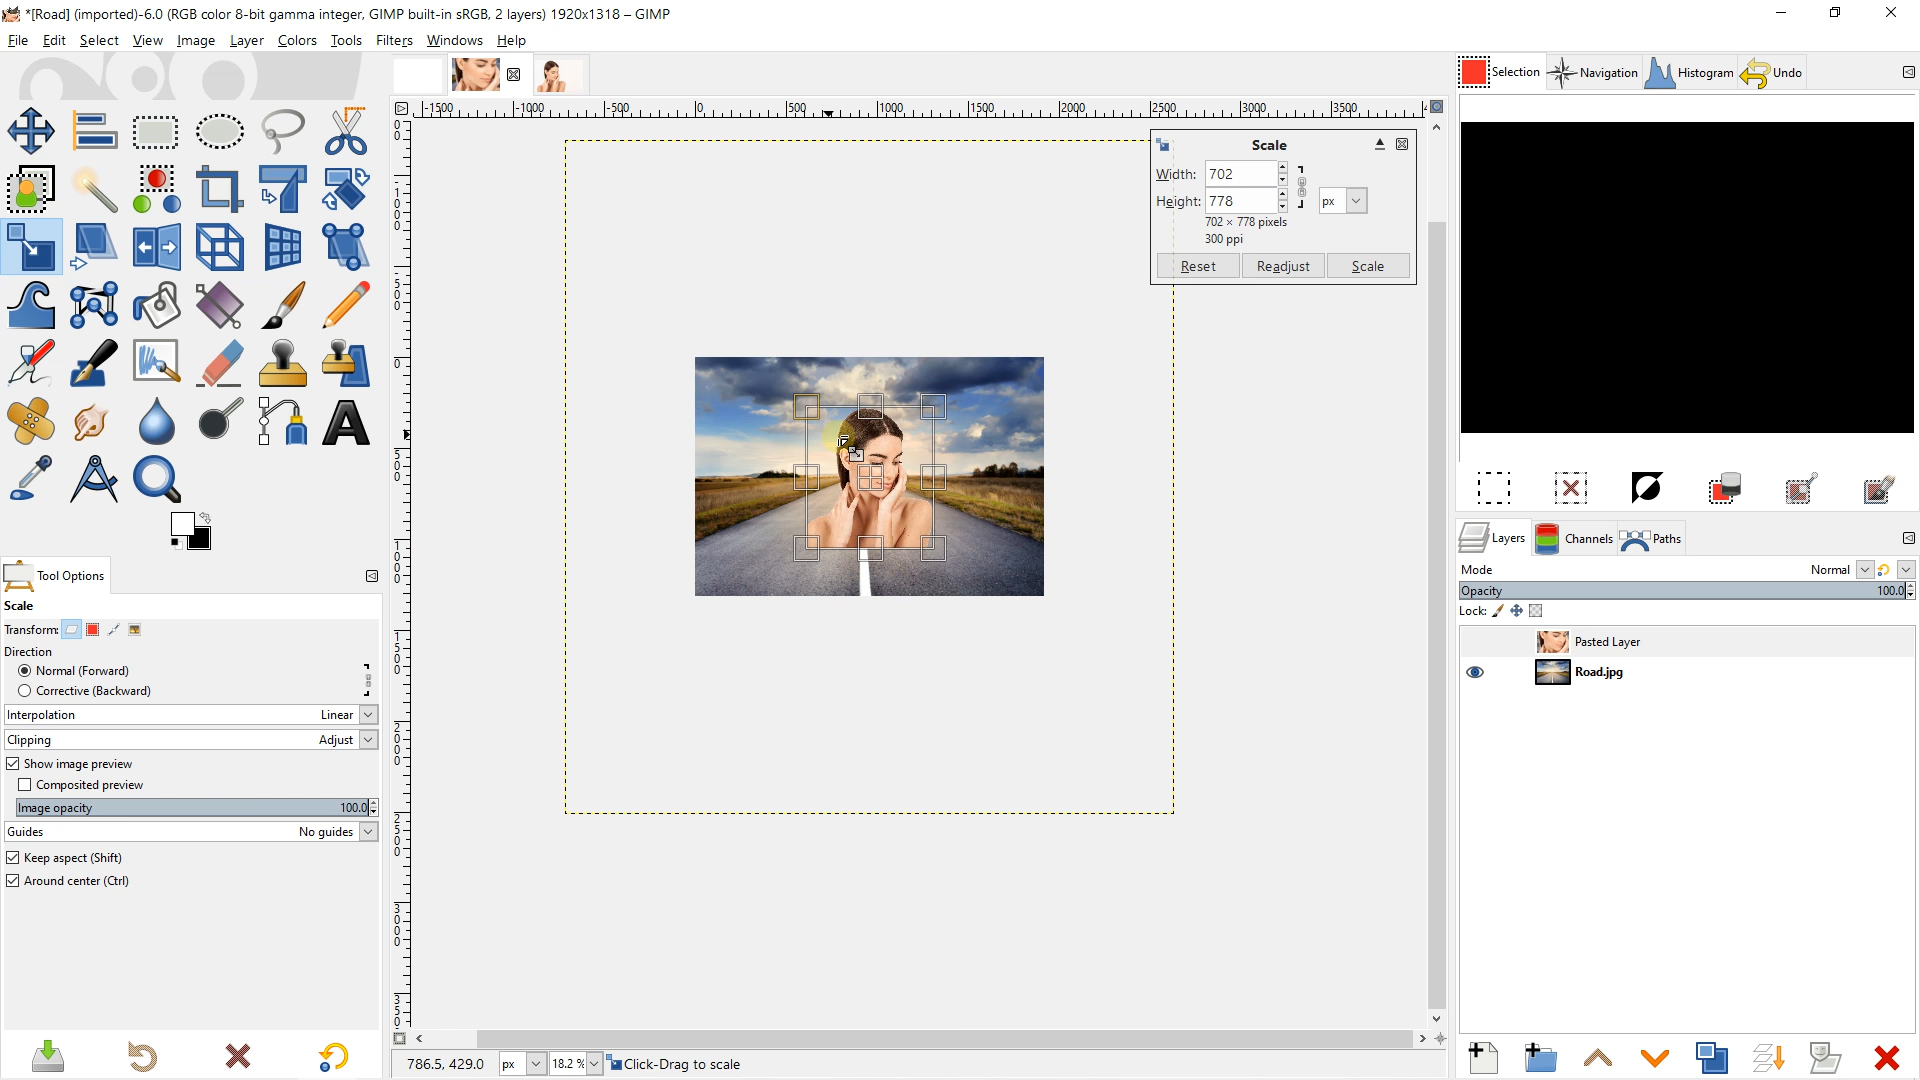 *[Road] (imported)-6.0 (RGB color 8-bit gamma integer, GIMP built-in sRGB, 2 layers) 1920x1318 – GIMP
File Edit Select View Image Layer Colors Tools Filters Windows Help
Selection Navigation Histogram Undo
-1500 -1000 -500 0 500 1000 1500 2000 2500 3000 3500
Scale
Width: 702
Height: 778 px
702 × 778 pixels
300 ppi
Reset Readjust Scale
Layers Channels Paths
Mode Normal
Opacity 100.0
Lock:
Pasted Layer
Road.jpg
Tool Options
Scale
Transform:
Direction
Normal (Forward)
Corrective (Backward)
Interpolation Linear
Clipping Adjust
Show image preview
Composited preview
Image opacity 100.0
Guides No guides
Keep aspect (Shift)
Around center (Ctrl)
786.5, 429.0 px 18.2 % Click-Drag to scale